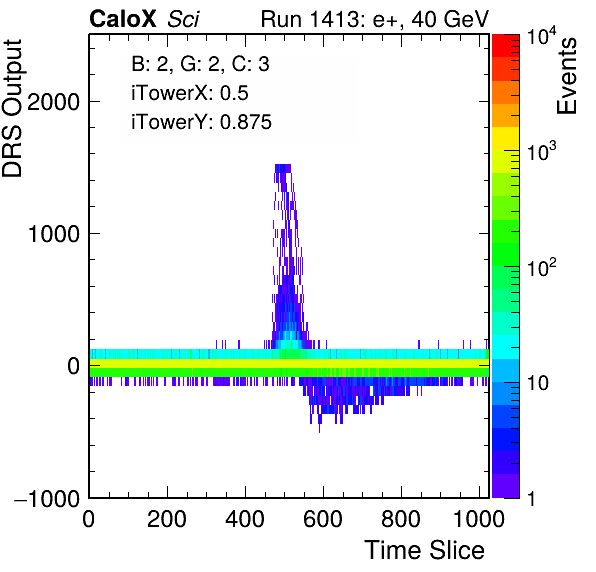 CaloX Sci Run 1413: e+, 40 GeV
B: 2, G: 2, C: 3
iTowerX: 0.5
iTowerY: 0.875
DRS Output
2000
1000
0
−1000
0 200 400 600 800 1000
Time Slice
Events
10^4
10^3
10^2
10
1